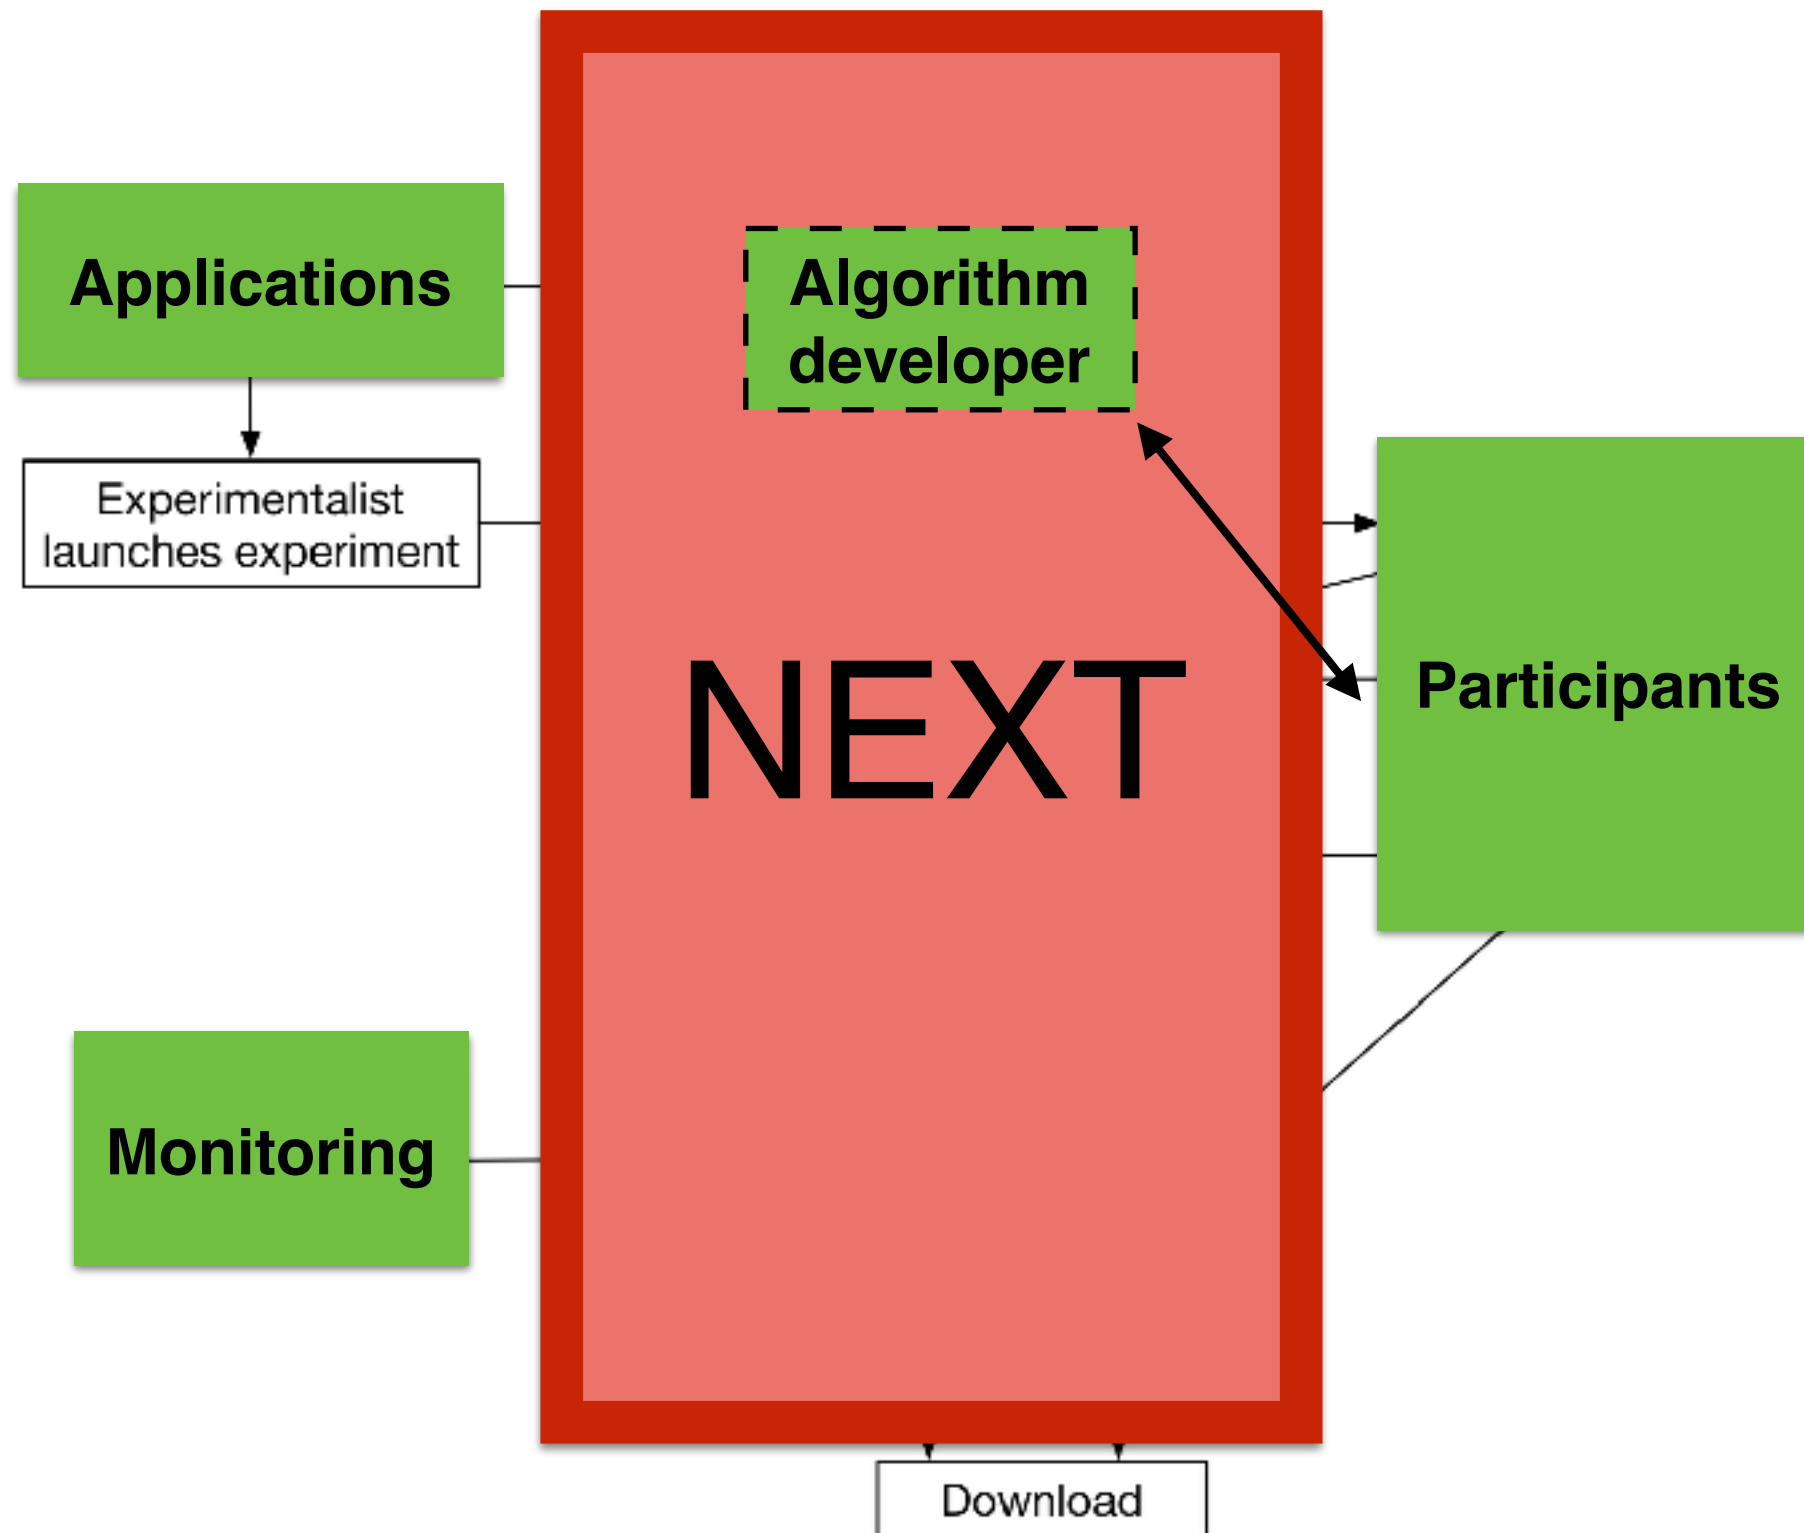 Applications
Algorithm
developer
Experimentalist
launches experiment
NEXT
Participants
Monitoring
Download